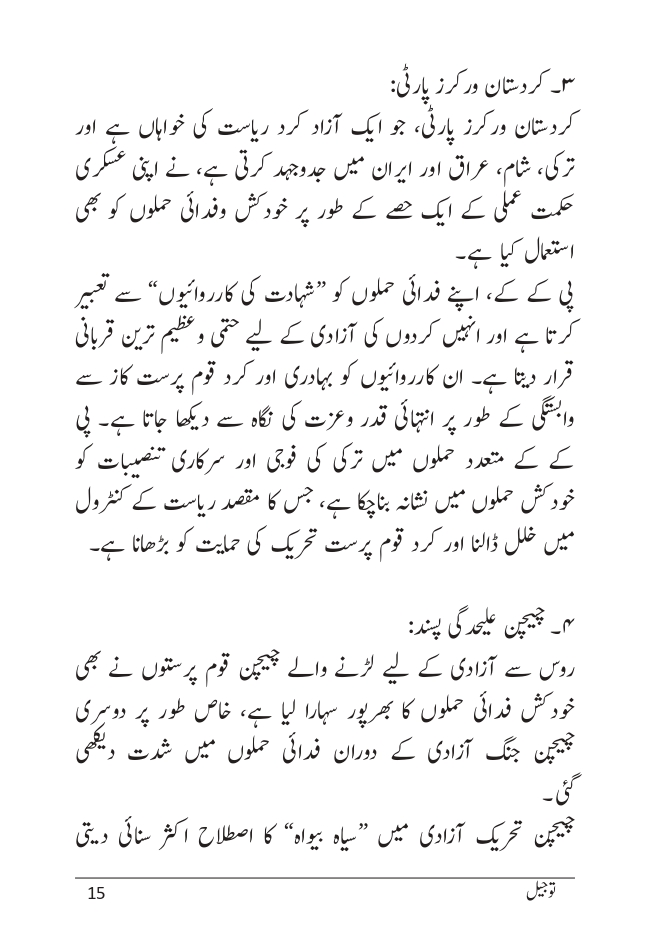 ۳۔ کردستان ورکرز پارٹی:
کردستان ورکرز پارٹی، جو ایک آزاد کرد ریاست کی خواہاں ہے اور
ترکی، شام، عراق اور ایران میں جدوجہد کرتی ہے، نے اپنی عسکری
حکمت عملی کے ایک حصے کے طور پر خودکش وفدائی حملوں کو بھی
استعمال کیا ہے۔
پی کے کے، اپنے فدائی حملوں کو ”شہادت کی کارروائیوں“ سے تعبیر
کرتا ہے اور انہیں کردوں کی آزادی کے لیے حتمی وعظیم ترین قربانی
قرار دیتا ہے۔ ان کارروائیوں کو بہادری اور کرد قوم پرست کاز سے
وابستگی کے طور پر انتہائی قدر وعزت کی نگاہ سے دیکھا جاتا ہے۔ پی
کے کے متعدد حملوں میں ترکی کی فوجی اور سرکاری تنصیبات کو
خودکش حملوں میں نشانہ بناچکا ہے، جس کا مقصد ریاست کے کنٹرول
میں خلل ڈالنا اور کرد قوم پرست تحریک کی حمایت کو بڑھانا ہے۔
۴۔ چیچن علیحدگی پسند:
روس سے آزادی کے لیے لڑنے والے چیچن قوم پرستوں نے بھی
خودکش فدائی حملوں کا بھرپور سہارا لیا ہے، خاص طور پر دوسری
چیچن جنگ آزادی کے دوران فدائی حملوں میں شدت دیکھی
گئی۔
چیچن تحریک آزادی میں ”سیاہ بیواہ“ کا اصطلاح اکثر سنائی دیتی
توجیل
15